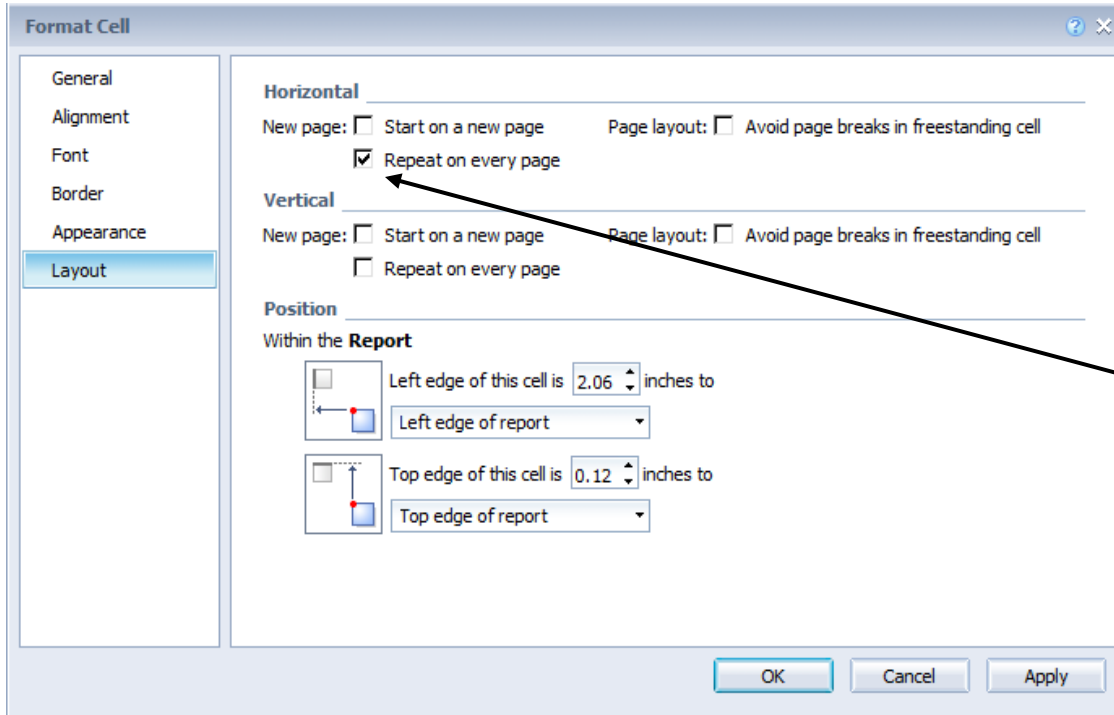 Format Cell
General
Alignment
Font
Border
Appearance
Layout
Horizontal
New page: Start on a new page Page layout: Avoid page breaks in freestanding cell
Repeat on every page
Vertical
New page: Start on a new page Page layout: Avoid page breaks in freestanding cell
Repeat on every page
Position
Within the Report
Left edge of this cell is 2.06 inches to
Left edge of report
Top edge of this cell is 0.12 inches to
Top edge of report
OK Cancel Apply